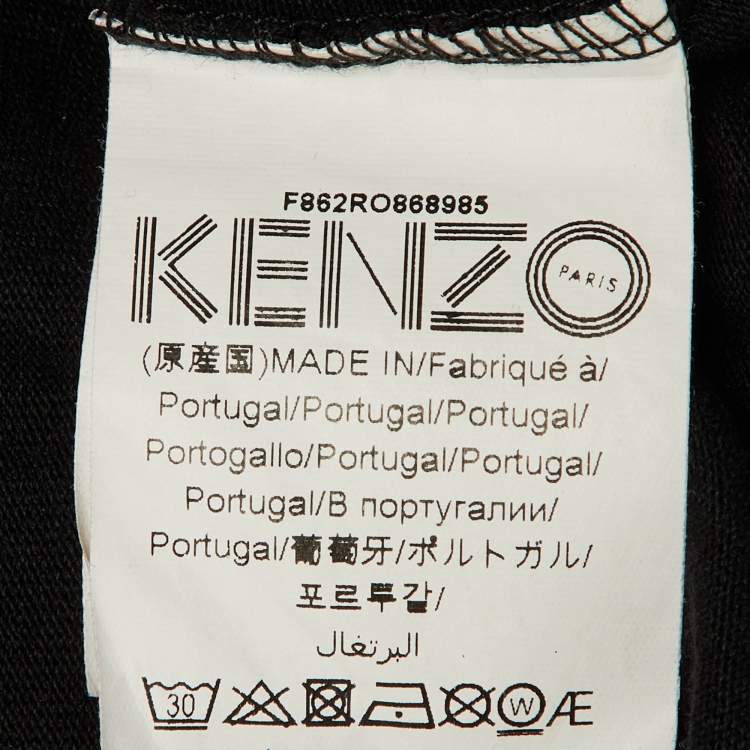 F862RO868985
KENZO PARIS
(原産国)MADE IN/Fabriqué à/
Portugal/Portugal/Portugal/
Portogallo/Portugal/Portugal/
Portugal/В португалии/
Portugal/葡萄牙/ポルトガル/
포르투갈/
البرتغال
30 W Æ